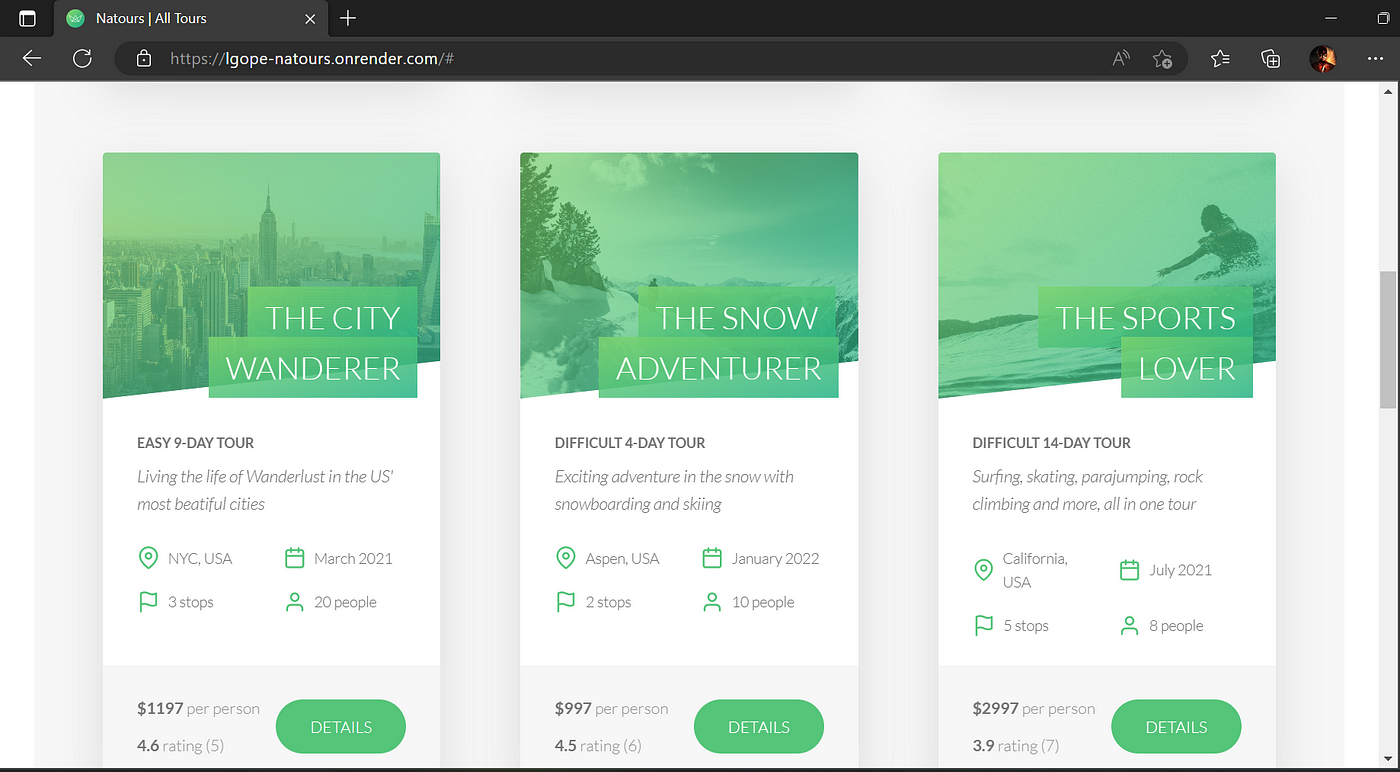 Natours | All Tours
https://lgope-natours.onrender.com/#
THE CITY
WANDERER
EASY 9-DAY TOUR
Living the life of Wanderlust in the US'
most beatiful cities
NYC, USA
March 2021
3 stops
20 people
$1197 per person
4.6 rating (5)
DETAILS
THE SNOW
ADVENTURER
DIFFICULT 4-DAY TOUR
Exciting adventure in the snow with
snowboarding and skiing
Aspen, USA
January 2022
2 stops
10 people
$997 per person
4.5 rating (6)
DETAILS
THE SPORTS
LOVER
DIFFICULT 14-DAY TOUR
Surfing, skating, parajumping, rock
climbing and more, all in one tour
California,
USA
July 2021
5 stops
8 people
$2997 per person
3.9 rating (7)
DETAILS